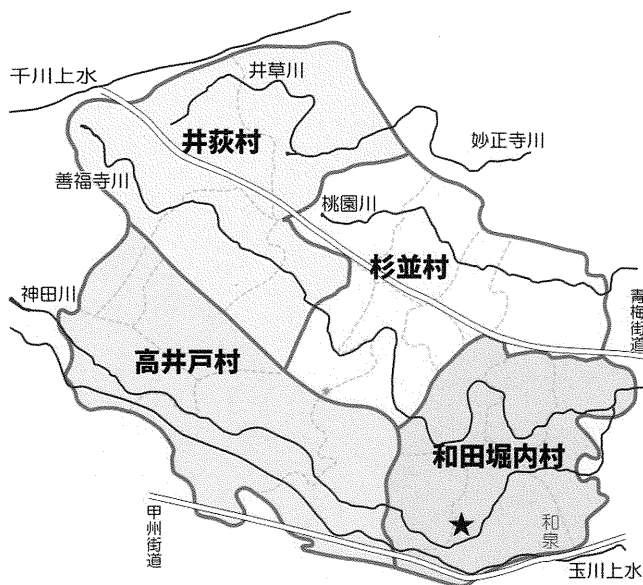 千川上水
井草川
井荻村
妙正寺川
善福寺川
桃園川
杉並村
神田川
青梅街道
高井戸村
和田堀内村
甲州街道
和泉
玉川上水